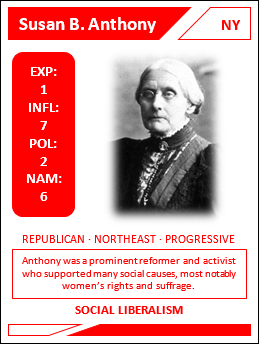 Susan B. Anthony NY
EXP:
1
INFL:
7
POL:
2
NAM:
6
REPUBLICAN · NORTHEAST · PROGRESSIVE
Anthony was a prominent reformer and activist
who supported many social causes, most notably
women's rights and suffrage.
SOCIAL LIBERALISM